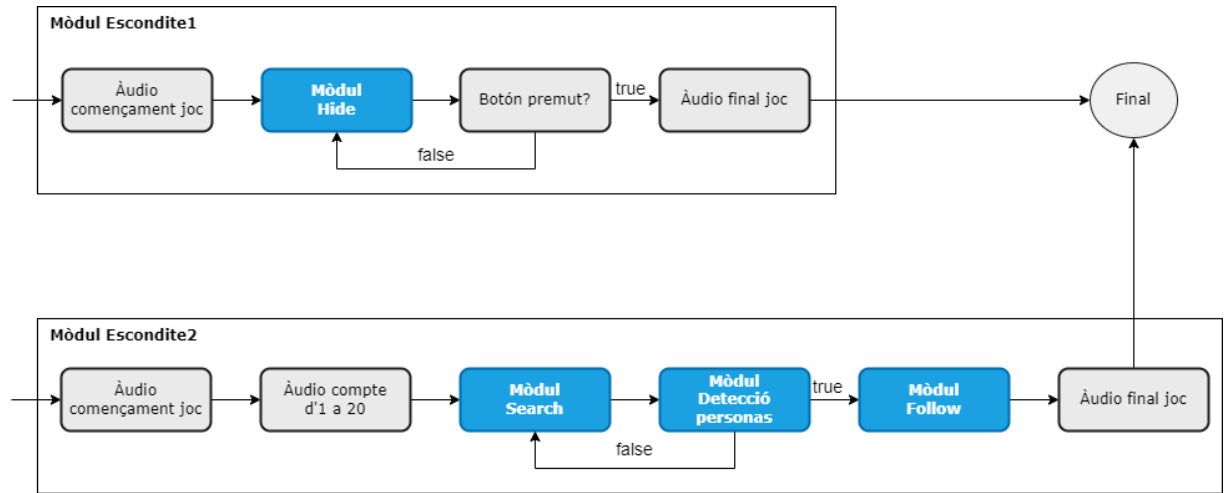 Mòdul Escondite1
Àudio
començament joc
Mòdul
Hide
Botón premut?
true
Àudio final joc
Final
false
Mòdul Escondite2
Àudio
començament joc
Àudio compte
d'1 a 20
Mòdul
Search
Mòdul
Detecció
personas
true
Mòdul
Follow
Àudio final joc
false